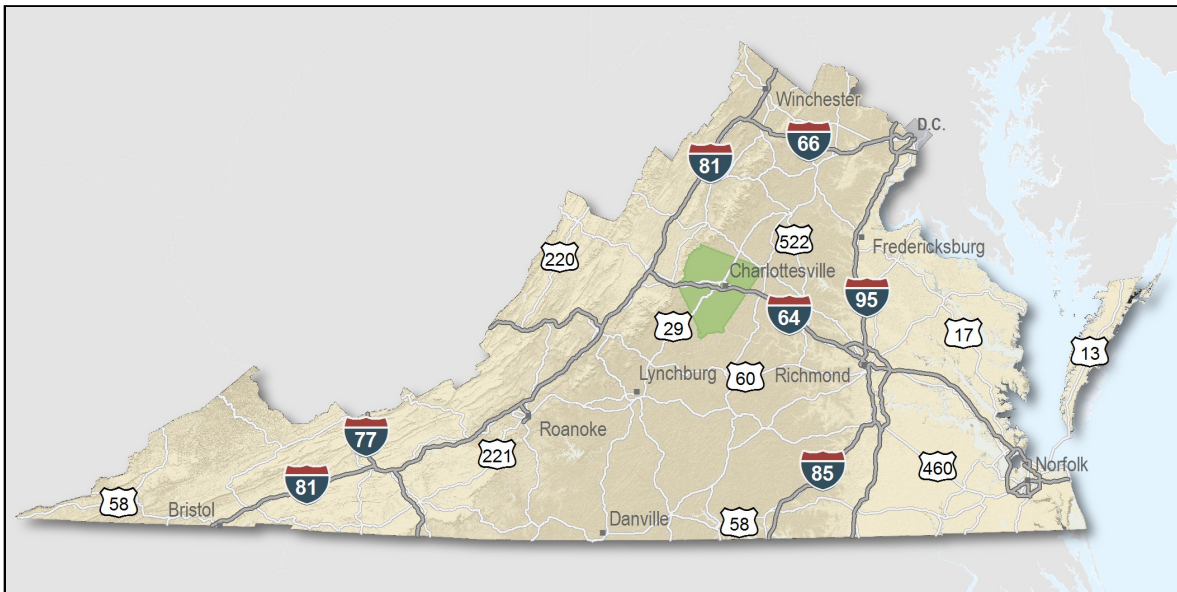 Winchester
D.C.
66
81
522
Fredericksburg
220
Charlottesville
95
64
29
17
13
Lynchburg
60
Richmond
77
Roanoke
221
85
460
Norfolk
81
58
Bristol
Danville
58